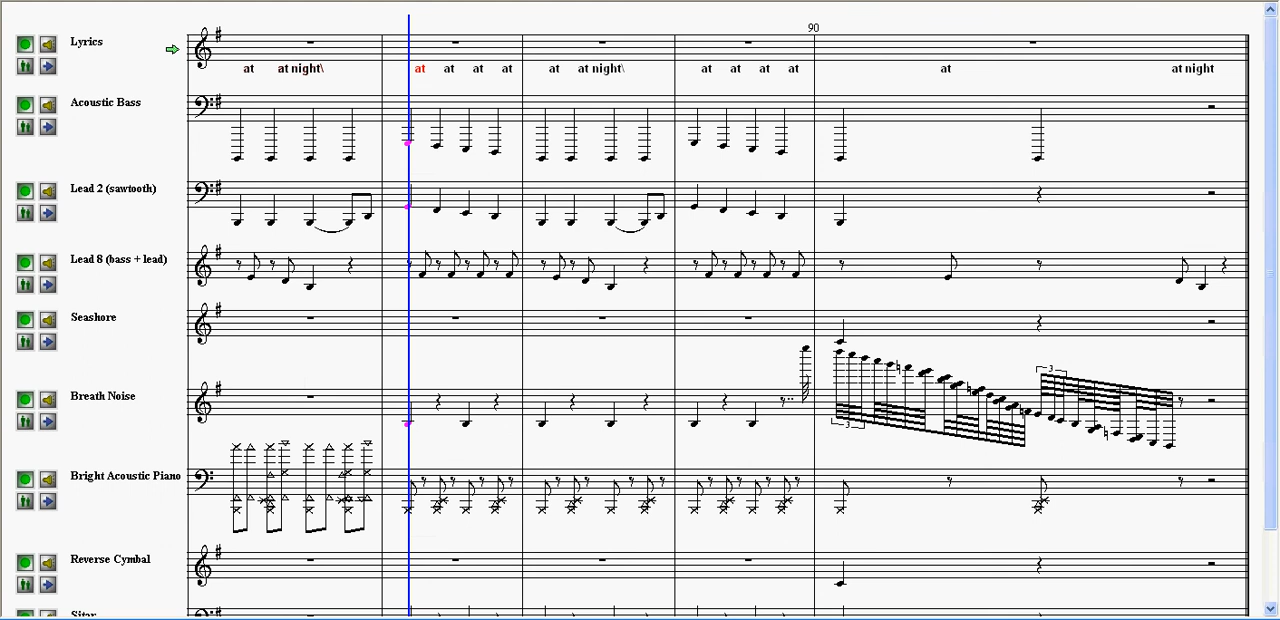 90
Lyrics
at at night\ at at at at at at night\ at at at at at at night
Acoustic Bass
Lead 2 (sawtooth)
Lead 8 (bass + lead)
Seashore
Breath Noise
3 3
Bright Acoustic Piano
Reverse Cymbal
Sitar